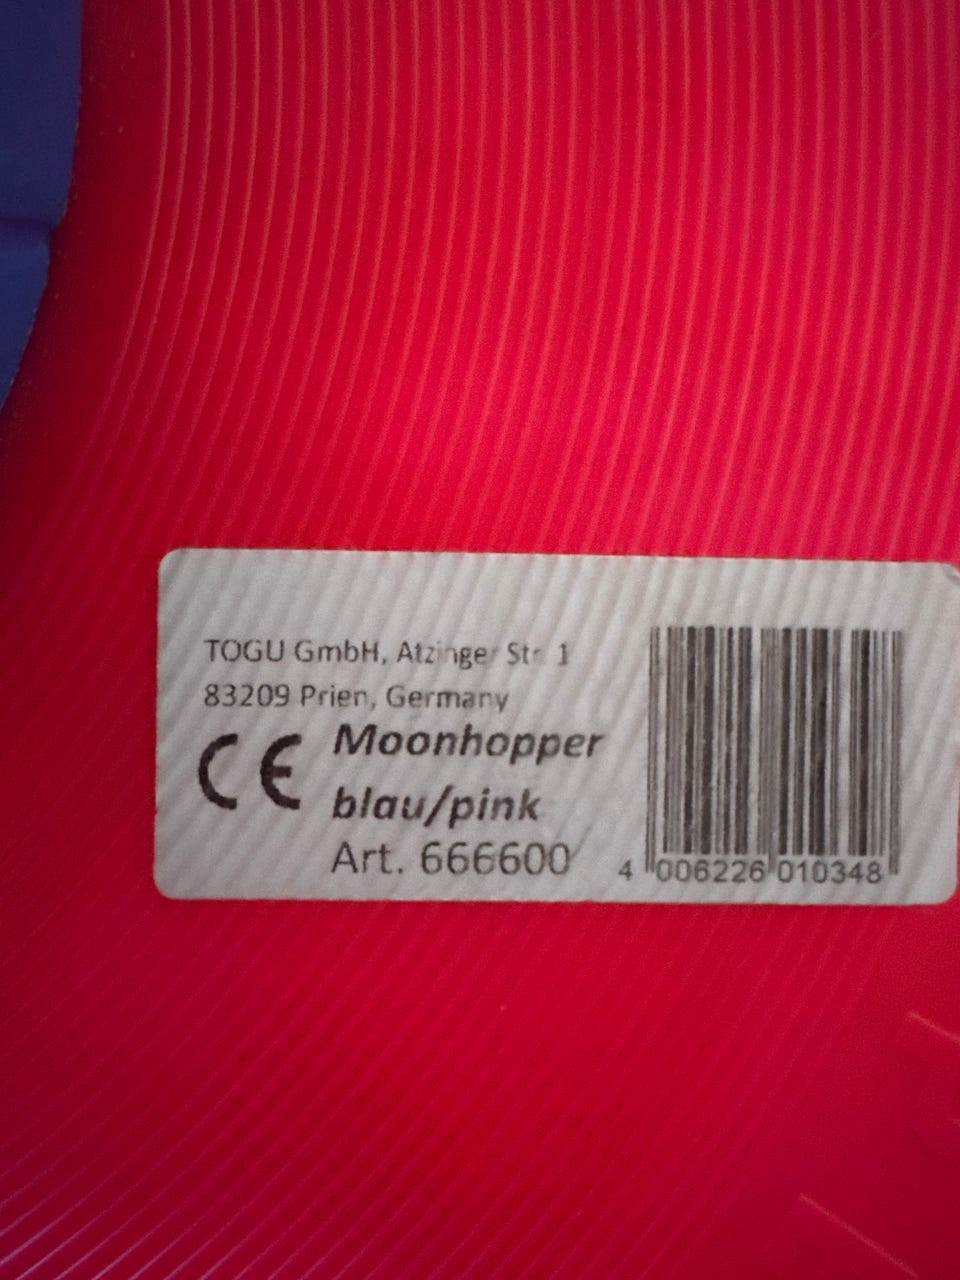 TOGU GmbH, Atzinger Str. 1
83209 Prien, Germany
CE Moonhopper
blau/pink
Art. 666600
4 006226 010348